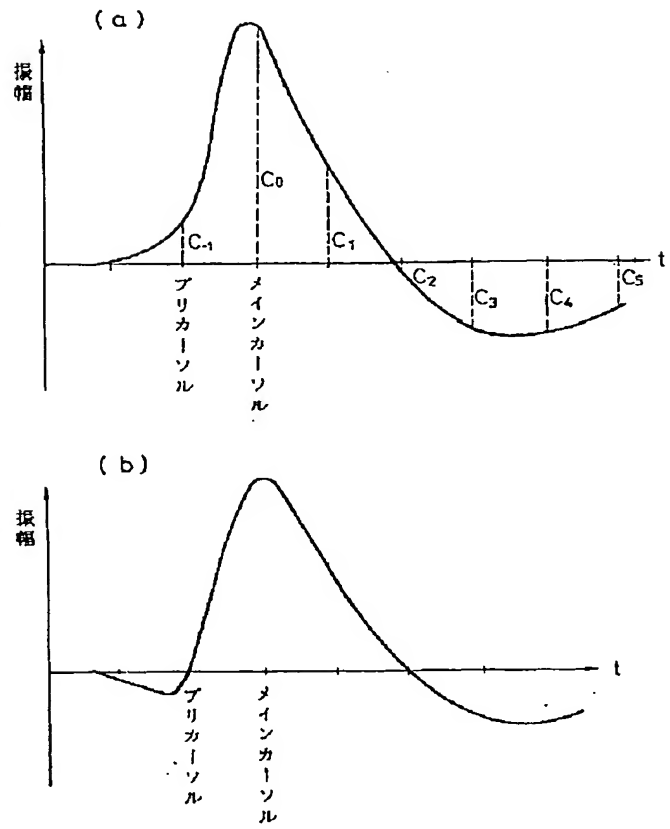 (a)
振幅
C₀
C₋₁
C₁
t
C₂
C₃
C₄
C₅
プリカーソル
メインカーソル
(b)
振幅
t
プリカーソル
メインカーソル